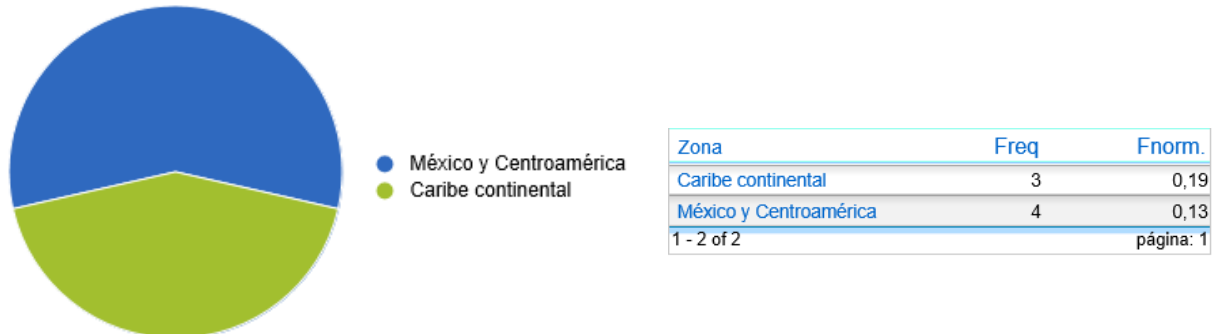 México y Centroamérica
Caribe continental
Zona Freq Fnorm.
Caribe continental 3 0,19
México y Centroamérica 4 0,13
1 - 2 of 2 página: 1